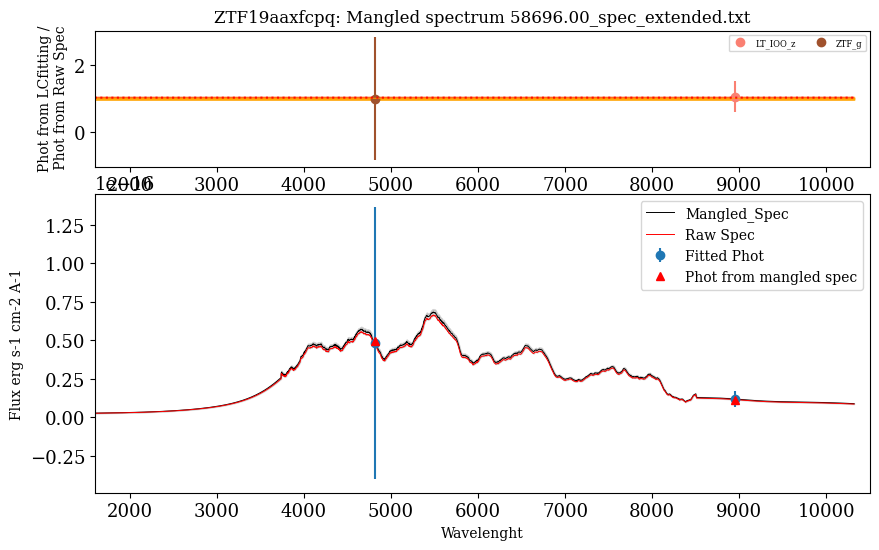 ZTF19aaxfcpq: Mangled spectrum 58696.00_spec_extended.txt
Phot from LCfitting /
Phot from Raw Spec
2
0
LT_IOO_z ZTF_g
2000 3000 4000 5000 6000 7000 8000 9000 10000
1e−16
Flux erg s-1 cm-2 A-1
1.25
1.00
0.75
0.50
0.25
0.00
−0.25
Mangled_Spec
Raw Spec
Fitted Phot
Phot from mangled spec
2000 3000 4000 5000 6000 7000 8000 9000 10000
Wavelenght